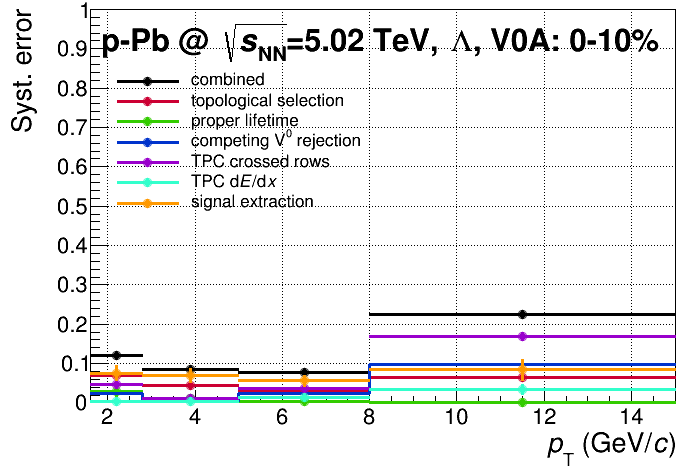 p-Pb @ √sNN=5.02 TeV, Λ, V0A: 0-10%
Syst. error
combined
topological selection
proper lifetime
competing V⁰ rejection
TPC crossed rows
TPC dE/dx
signal extraction
1
0.9
0.8
0.7
0.6
0.5
0.4
0.3
0.2
0.1
0
2 4 6 8 10 12 14
pT (GeV/c)